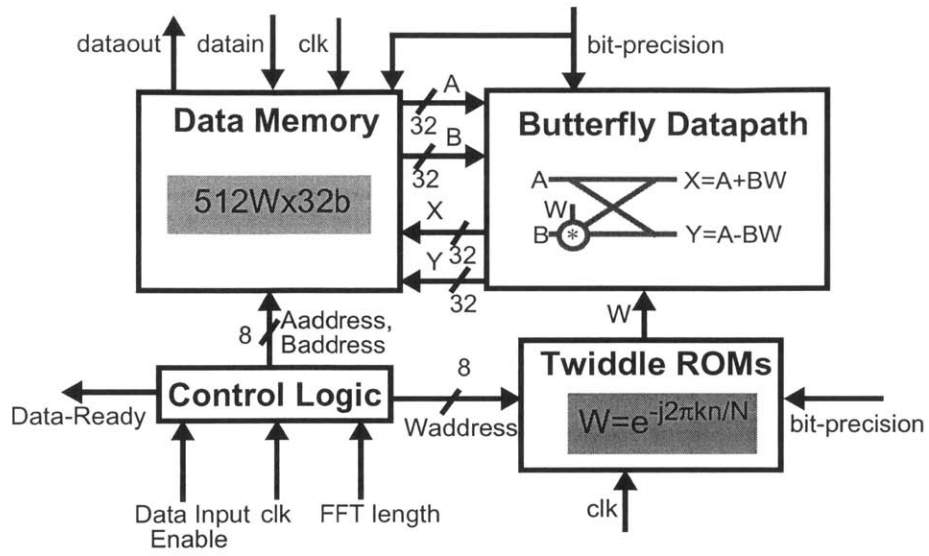 dataout
datain
clk
bit-precision
Data Memory
512Wx32b
A
32
B
32
X
32
Y
32
Butterfly Datapath
A
W
B
*
X=A+BW
Y=A-BW
8
Aaddress,
Baddress
W
Control Logic
Data-Ready
8
Waddress
Twiddle ROMs
W=e-j2πkn/N
bit-precision
Data Input
Enable
clk
FFT length
clk